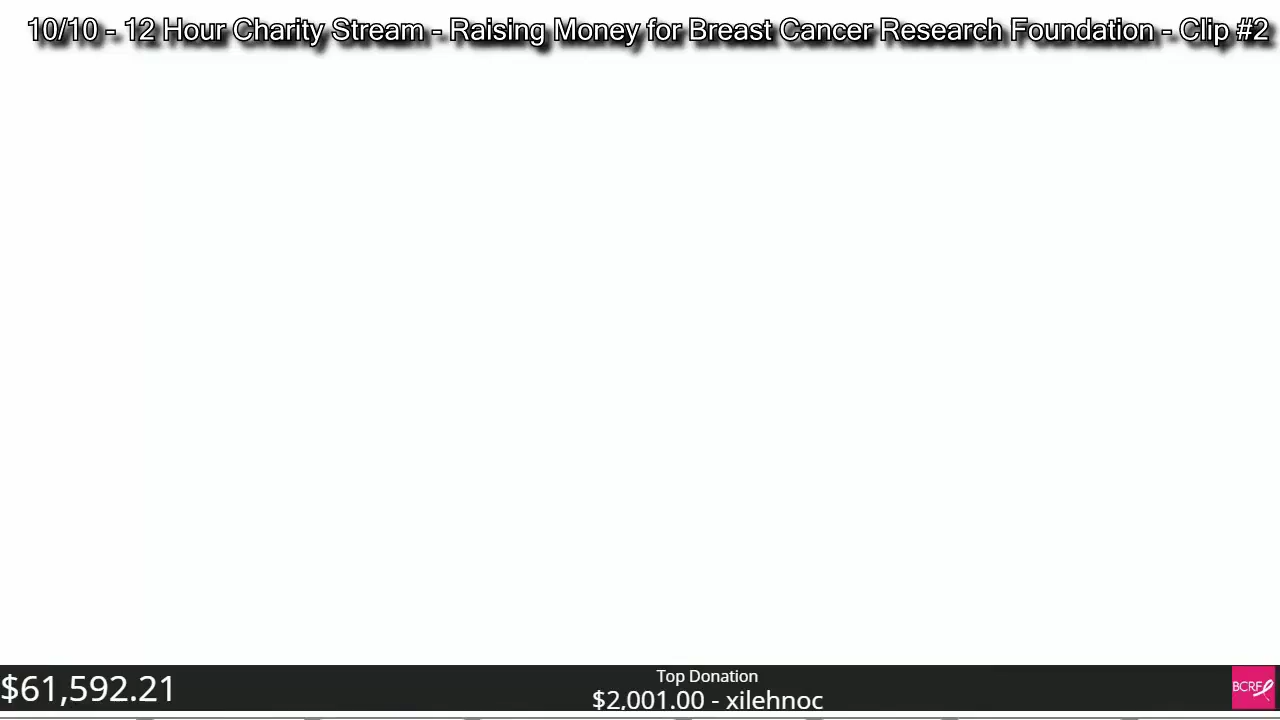 10/10 - 12 Hour Charity Stream - Raising Money for Breast Cancer Research Foundation - Clip #2
$61,592.21
Top Donation
$2,001.00 - xilehnoc
BCRF